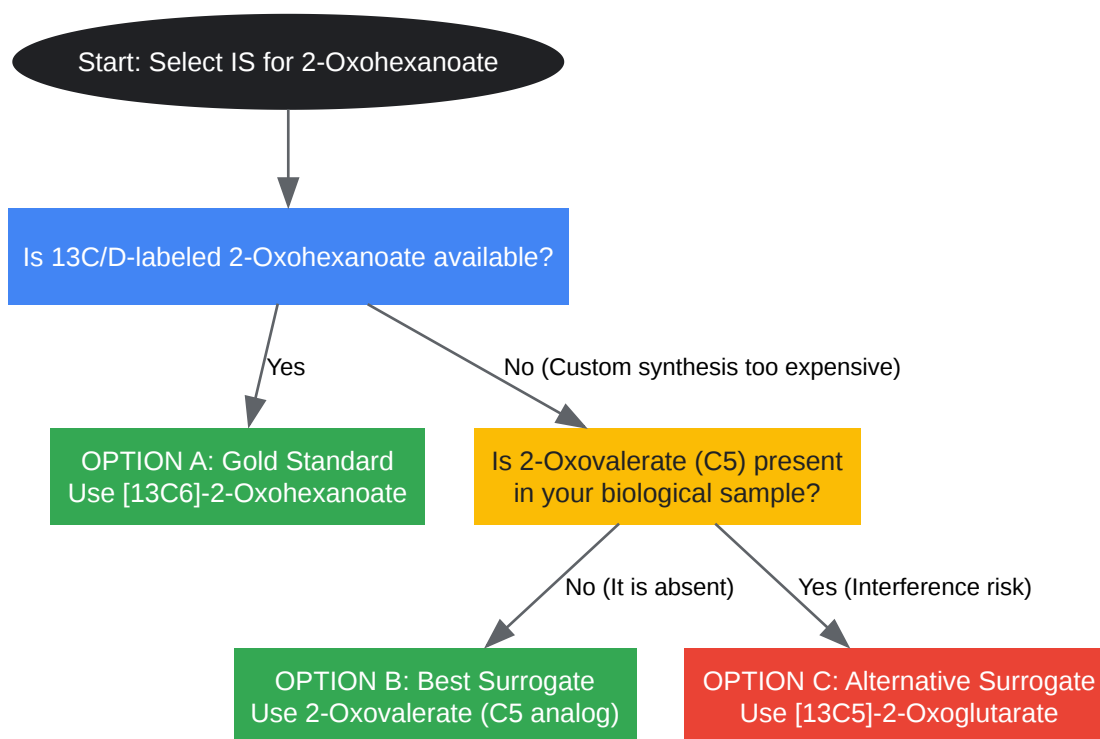 Start: Select IS for 2-Oxohexanoate
Is 13C/D-labeled 2-Oxohexanoate available?
Yes
No (Custom synthesis too expensive)
OPTION A: Gold Standard
Use [13C6]-2-Oxohexanoate
Is 2-Oxovalerate (C5) present
in your biological sample?
No (It is absent)
Yes (Interference risk)
OPTION B: Best Surrogate
Use 2-Oxovalerate (C5 analog)
OPTION C: Alternative Surrogate
Use [13C5]-2-Oxoglutarate